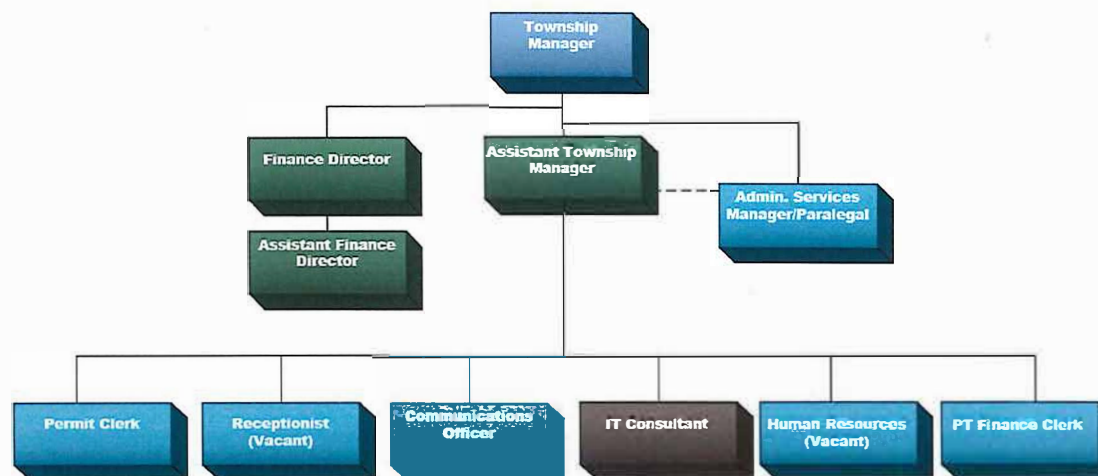 Township
Manager
Finance Director
Assistant Township
Manager
Admin. Services
Manager/Paralegal
Assistant Finance
Director
Permit Clerk
Receptionist
(Vacant)
Communications
Officer
IT Consultant
Human Resources
(Vacant)
PT Finance Clerk